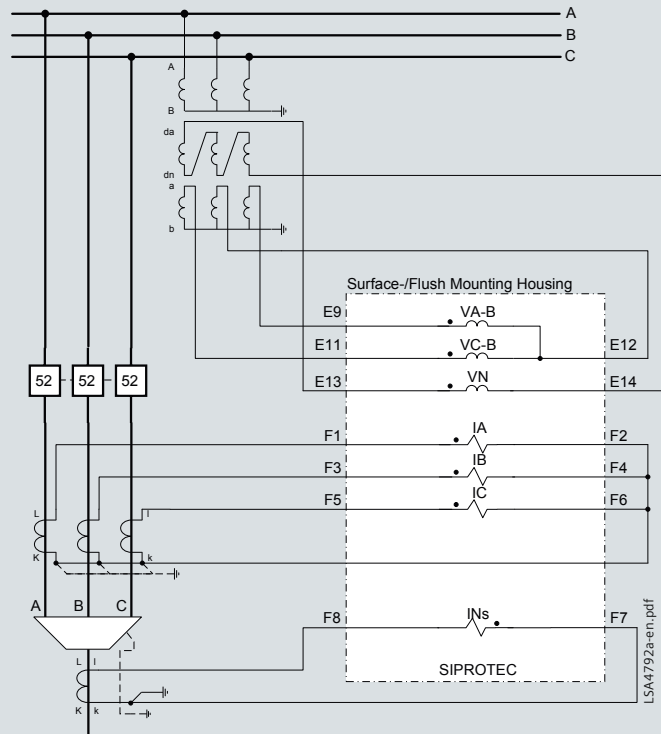 A
B
C
A
B
da
dn
a
b
Surface-/Flush Mounting Housing
E9 VA-B
E11 VC-B E12
52 52 52
E13 VN E14
F1 IA F2
F3 IB F4
F5 IC F6
L l
K k
A B C
F8 INs F7
L l
K k
SIPROTEC
LSA4792a-en.pdf